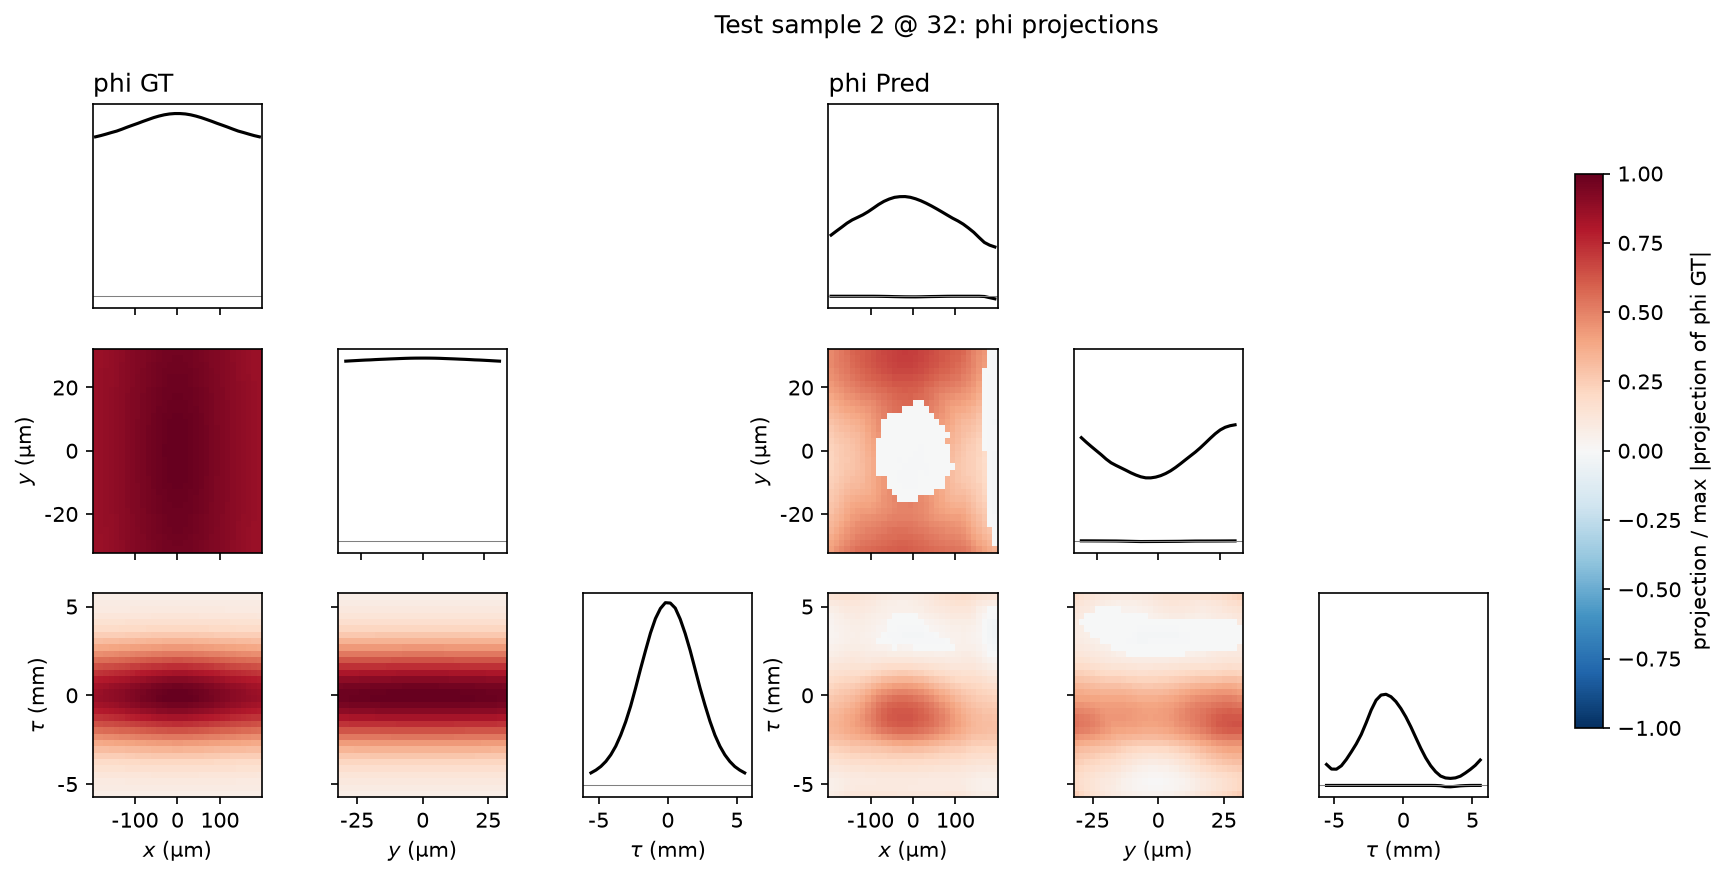 Test sample 2 @ 32: phi projections
phi GT
phi Pred
20
0
-20
y (μm)
20
0
-20
y (μm)
5
0
-5
τ (mm)
5
0
-5
τ (mm)
-100 0 100
x (μm)
-25 0 25
y (μm)
-5 0 5
τ (mm)
-100 0 100
x (μm)
-25 0 25
y (μm)
-5 0 5
τ (mm)
1.00
0.75
0.50
0.25
0.00
−0.25
−0.50
−0.75
−1.00
projection / max |projection of phi GT|